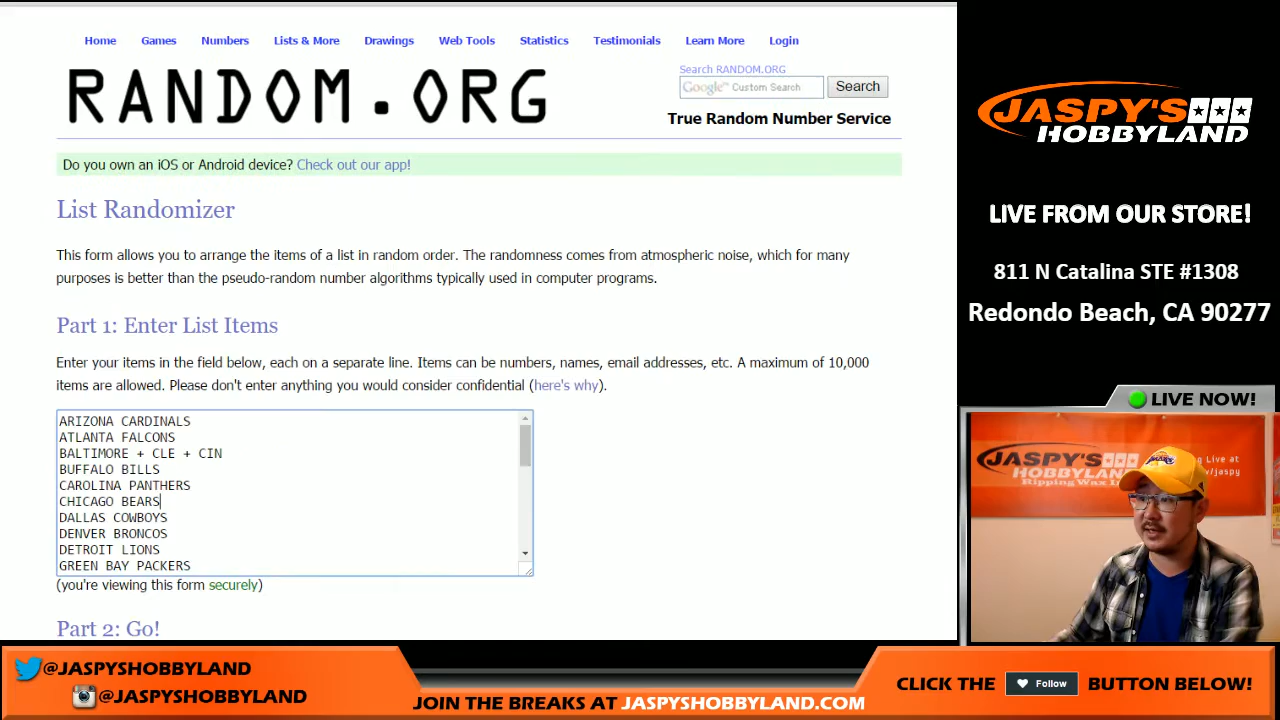 Home Games Numbers Lists & More Drawings Web Tools Statistics Testimonials Learn More Login
RANDOM.ORG
Search RANDOM.ORG
Google™ Custom Search
Search
True Random Number Service
Do you own an iOS or Android device? Check out our app!
List Randomizer
This form allows you to arrange the items of a list in random order. The randomness comes from atmospheric noise, which for many
purposes is better than the pseudo-random number algorithms typically used in computer programs.
Part 1: Enter List Items
Enter your items in the field below, each on a separate line. Items can be numbers, names, email addresses, etc. A maximum of 10,000
items are allowed. Please don't enter anything you would consider confidential (here's why).
ARIZONA CARDINALS
ATLANTA FALCONS
BALTIMORE + CLE + CIN
BUFFALO BILLS
CAROLINA PANTHERS
CHICAGO BEARS
DALLAS COWBOYS
DENVER BRONCOS
DETROIT LIONS
GREEN BAY PACKERS
(you're viewing this form securely)
Part 2: Go!
JASPY'S
HOBBYLAND
LIVE FROM OUR STORE!
811 N Catalina STE #1308
Redondo Beach, CA 90277
LIVE NOW!
JASPY'S
HOBBYLAND
Ripping Wax
ng Live at
/jaspy
@JASPYSHOBBYLAND
@JASPYSHOBBYLAND
JOIN THE BREAKS AT JASPYSHOBBYLAND.COM
CLICK THE Follow BUTTON BELOW!